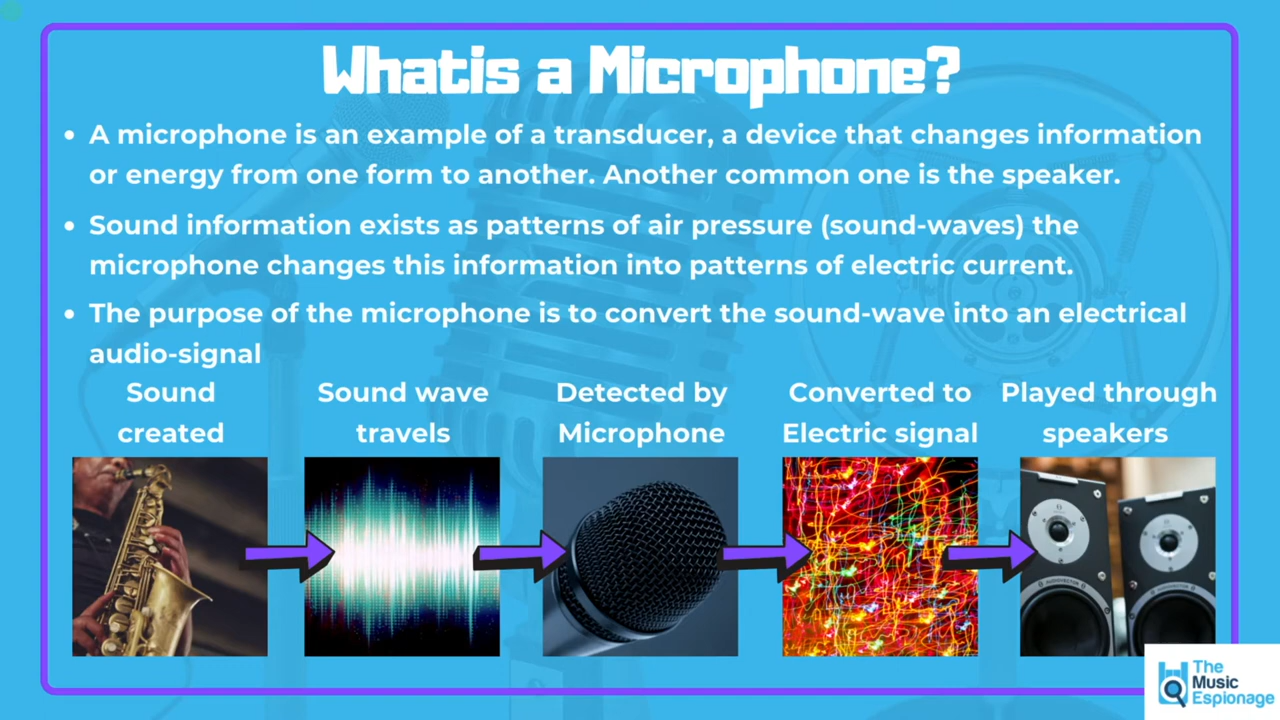 Whatis a Microphone?
• A microphone is an example of a transducer, a device that changes information
or energy from one form to another. Another common one is the speaker.
• Sound information exists as patterns of air pressure (sound-waves) the
microphone changes this information into patterns of electric current.
• The purpose of the microphone is to convert the sound-wave into an electrical
audio-signal
Sound
created
Sound wave
travels
Detected by
Microphone
Converted to
Electric signal
Played through
speakers
The
Music
Espionage